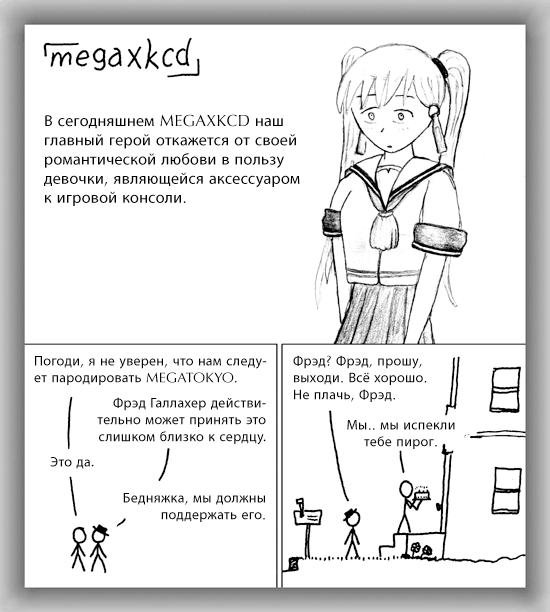 megaxkcd
В сегодняшнем MEGAXKCD наш
главный герой откажется от своей
романтической любови в пользу
девочки, являющейся аксессуаром
к игровой консоли.
Погоди, я не уверен, что нам следу-
ет пародировать MEGATOKYO.
Фрэд Галлахер действи-
тельно может принять это
слишком близко к сердцу.
Это да.
Бедняжка, мы должны
поддержать его.
Фрэд? Фрэд, прошу,
выходи. Всё хорошо.
Не плачь, Фрэд.
Мы.. мы испекли
тебе пирог.